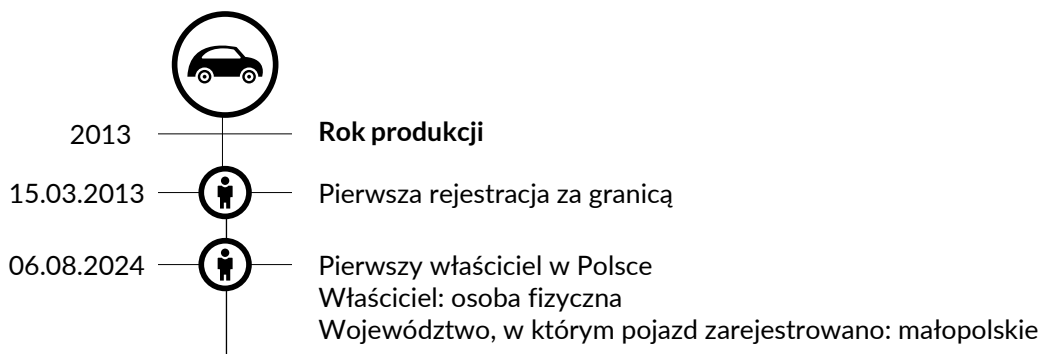 2013 Rok produkcji
15.03.2013 Pierwsza rejestracja za granicą
06.08.2024 Pierwszy właściciel w Polsce
Właściciel: osoba fizyczna
Województwo, w którym pojazd zarejestrowano: małopolskie